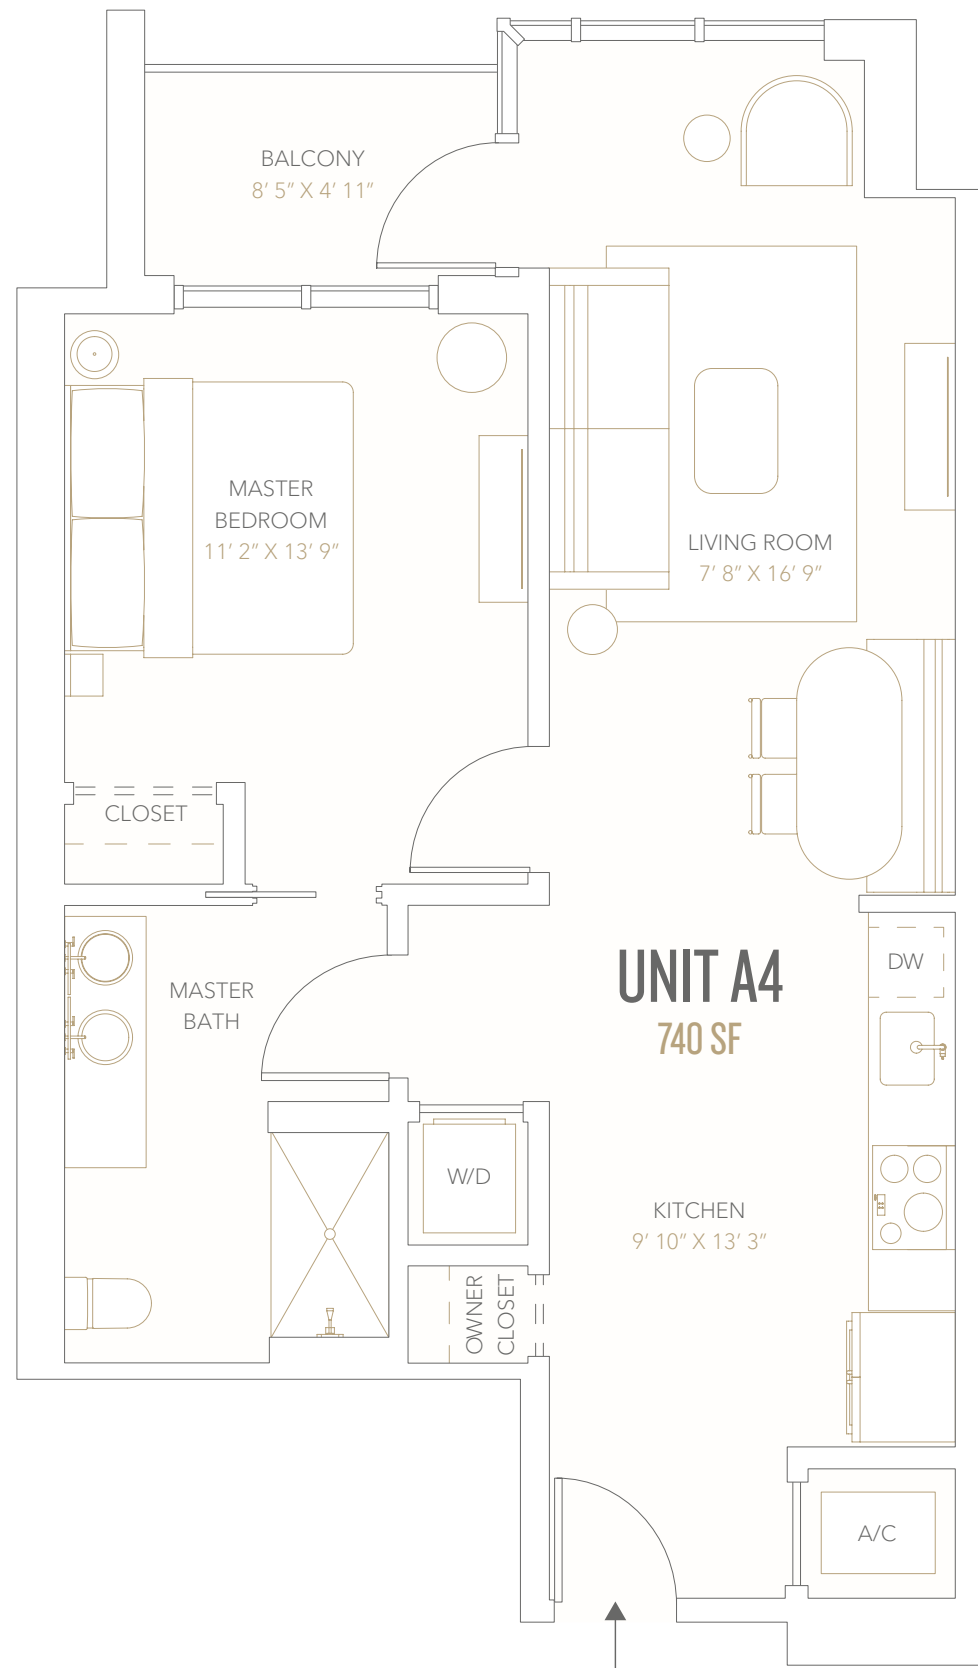 BALCONY
8' 5" X 4' 11"
MASTER
BEDROOM
11' 2" X 13' 9"
LIVING ROOM
7' 8" X 16' 9"
CLOSET
MASTER
BATH
UNIT A4
740 SF
DW
W/D
KITCHEN
9' 10" X 13' 3"
OWNER
CLOSET
A/C